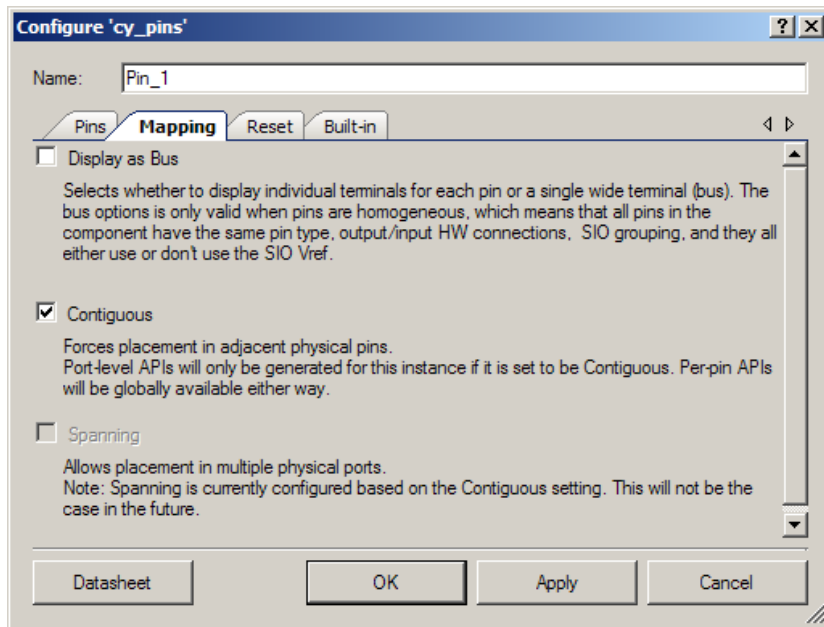 Configure 'cy_pins'
Name: Pin_1
Pins Mapping Reset Built-in
Display as Bus
Selects whether to display individual terminals for each pin or a single wide terminal (bus). The
bus options is only valid when pins are homogeneous, which means that all pins in the
component have the same pin type, output/input HW connections, SIO grouping, and they all
either use or don't use the SIO Vref.
Contiguous
Forces placement in adjacent physical pins.
Port-level APIs will only be generated for this instance if it is set to be Contiguous. Per-pin APIs
will be globally available either way.
Spanning
Allows placement in multiple physical ports.
Note: Spanning is currently configured based on the Contiguous setting. This will not be the
case in the future.
Datasheet OK Apply Cancel